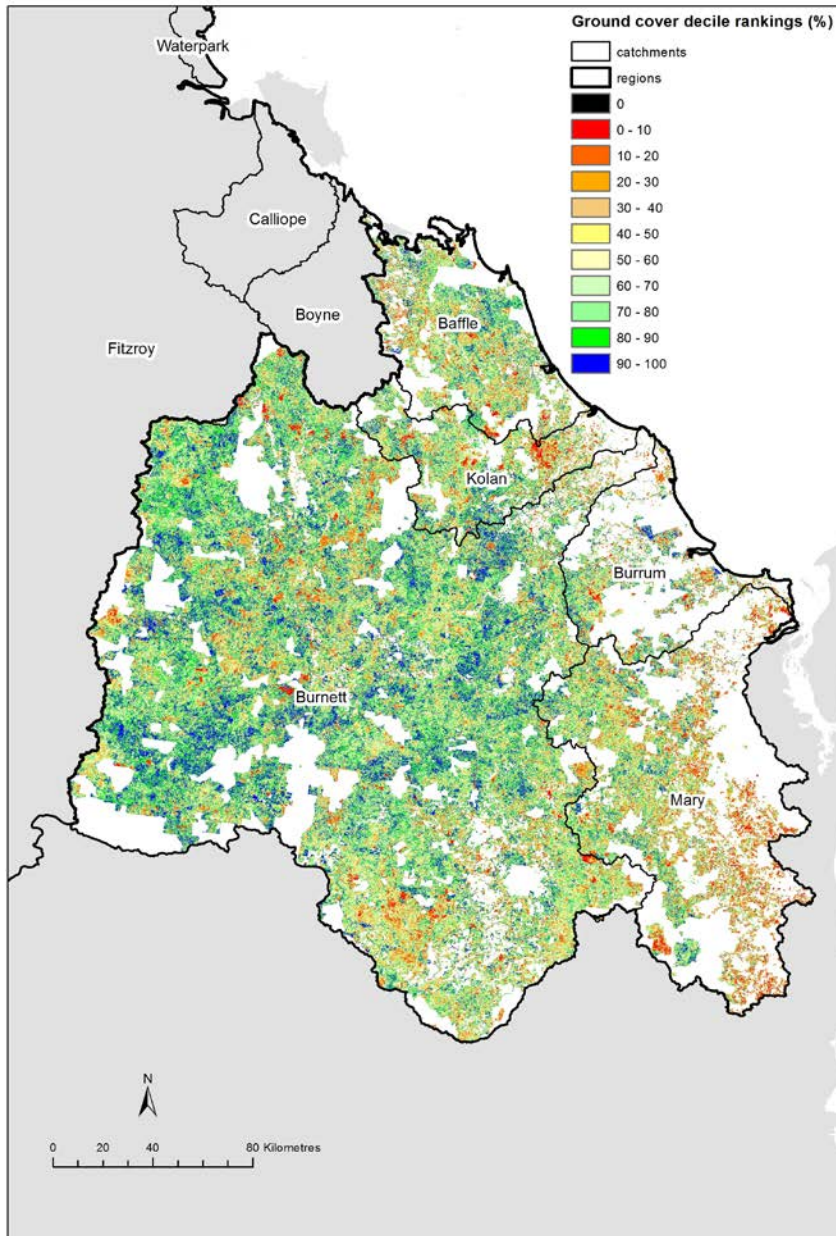 Ground cover decile rankings (%)
catchments
regions
0
0 - 10
10 - 20
20 - 30
30 - 40
40 - 50
50 - 60
60 - 70
70 - 80
80 - 90
90 - 100
Waterpark
Calliope
Boyne
Fitzroy
Baffle
Kolan
Burrum
Burnett
Mary
N
0 20 40 80 Kilometres